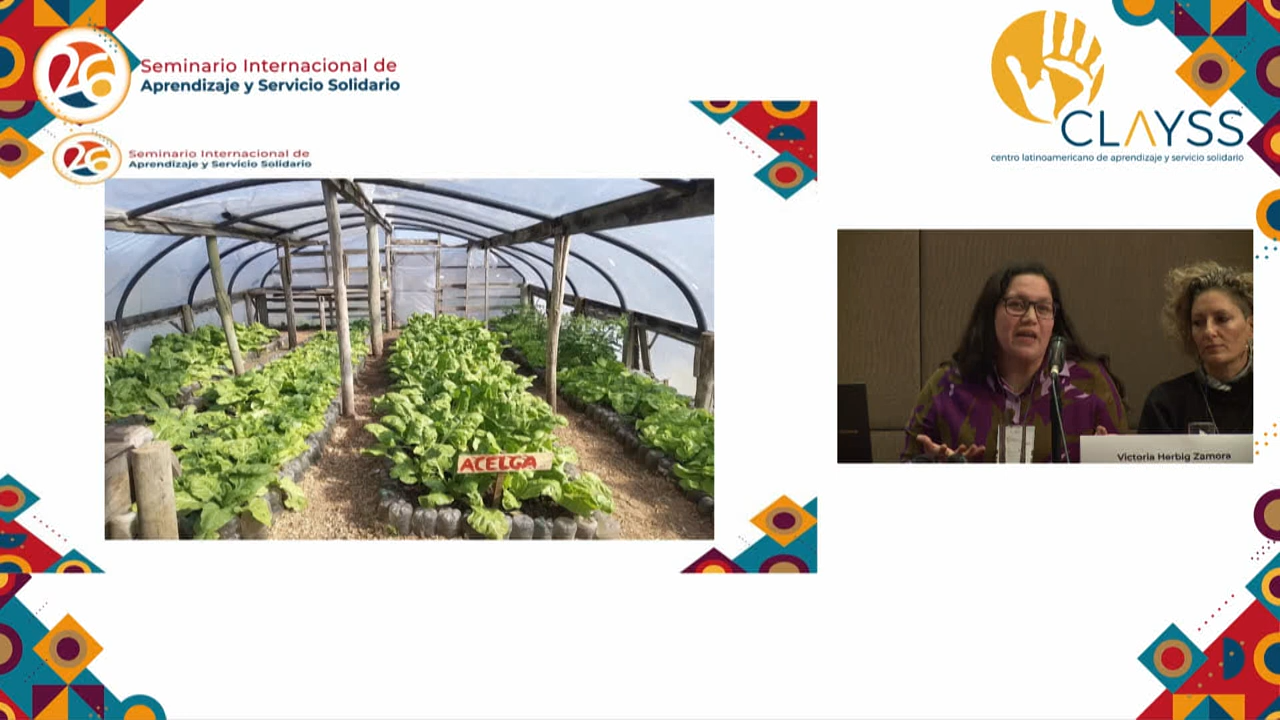 26
Seminario Internacional de
Aprendizaje y Servicio Solidario
CLAYSS
centro latinoamericano de aprendizaje y servicio solidario
26
Seminario Internacional de
Aprendizaje y Servicio Solidario
ACELGA
Victoria Herbig Zamora